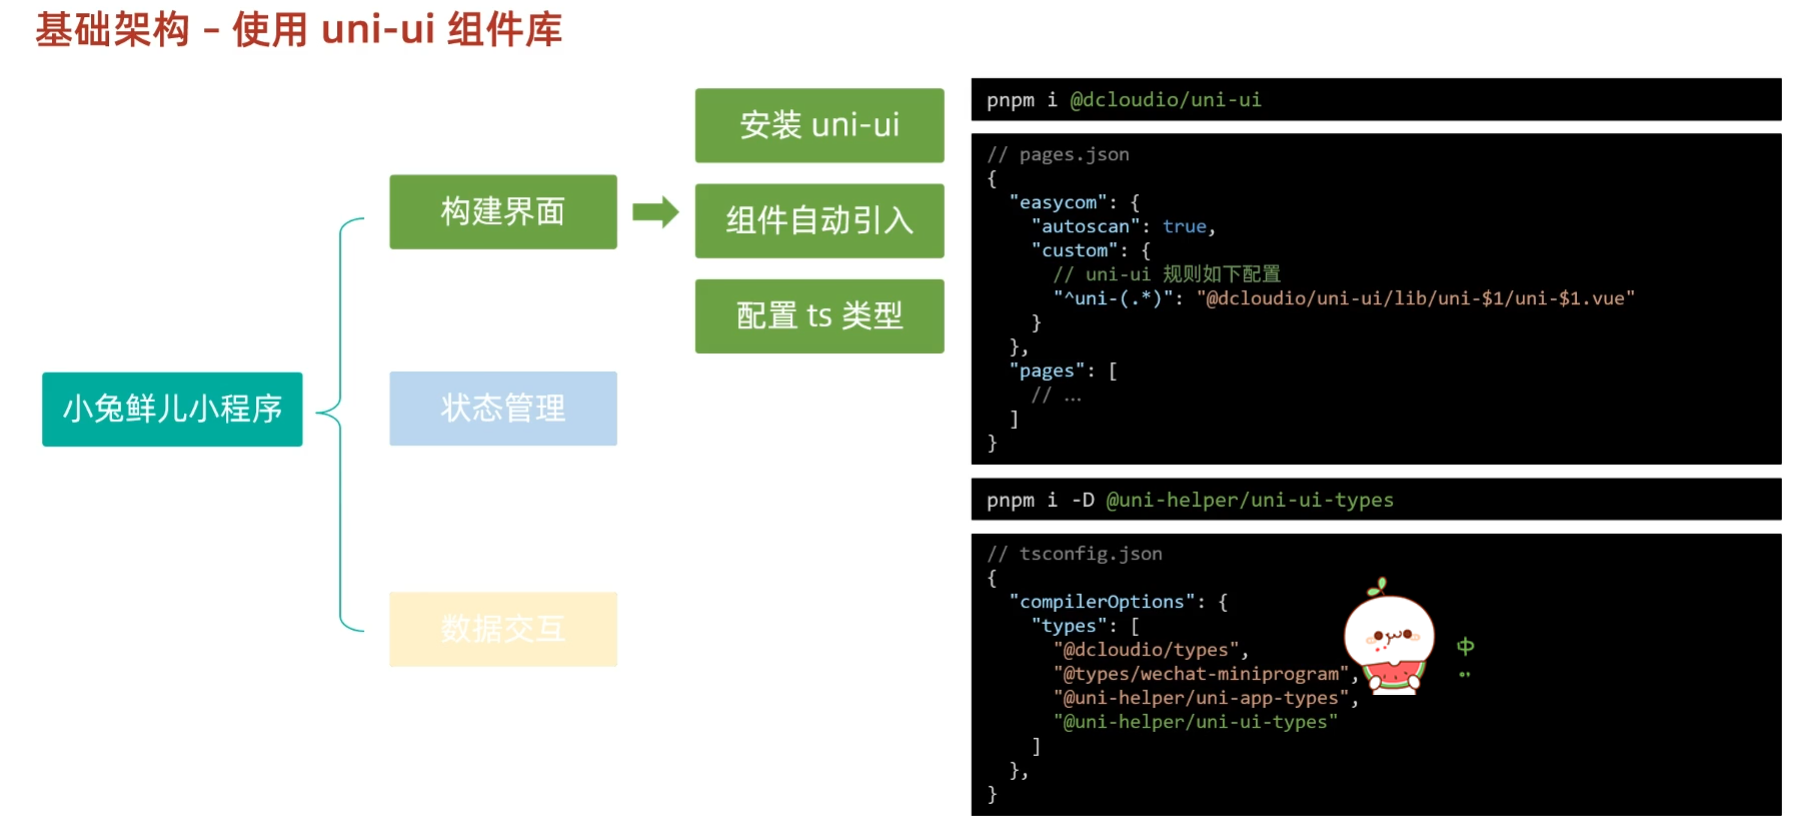 基础架构 – 使用 uni-ui 组件库
小兔鲜儿小程序
构建界面
状态管理
数据交互
安装 uni-ui
组件自动引入
配置 ts 类型
pnpm i @dcloudio/uni-ui
// pages.json
{
  "easycom": {
    "autoscan": true,
    "custom": {
      // uni-ui 规则如下配置
      "^uni-(.*)": "@dcloudio/uni-ui/lib/uni-$1/uni-$1.vue"
    }
  },
  "pages": [
    // …
  ]
}
pnpm i -D @uni-helper/uni-ui-types
// tsconfig.json
{
  "compilerOptions": {
    "types": [
      "@dcloudio/types",
      "@types/wechat-miniprogram",
      "@uni-helper/uni-app-types",
      "@uni-helper/uni-ui-types"
    ]
  },
}
中